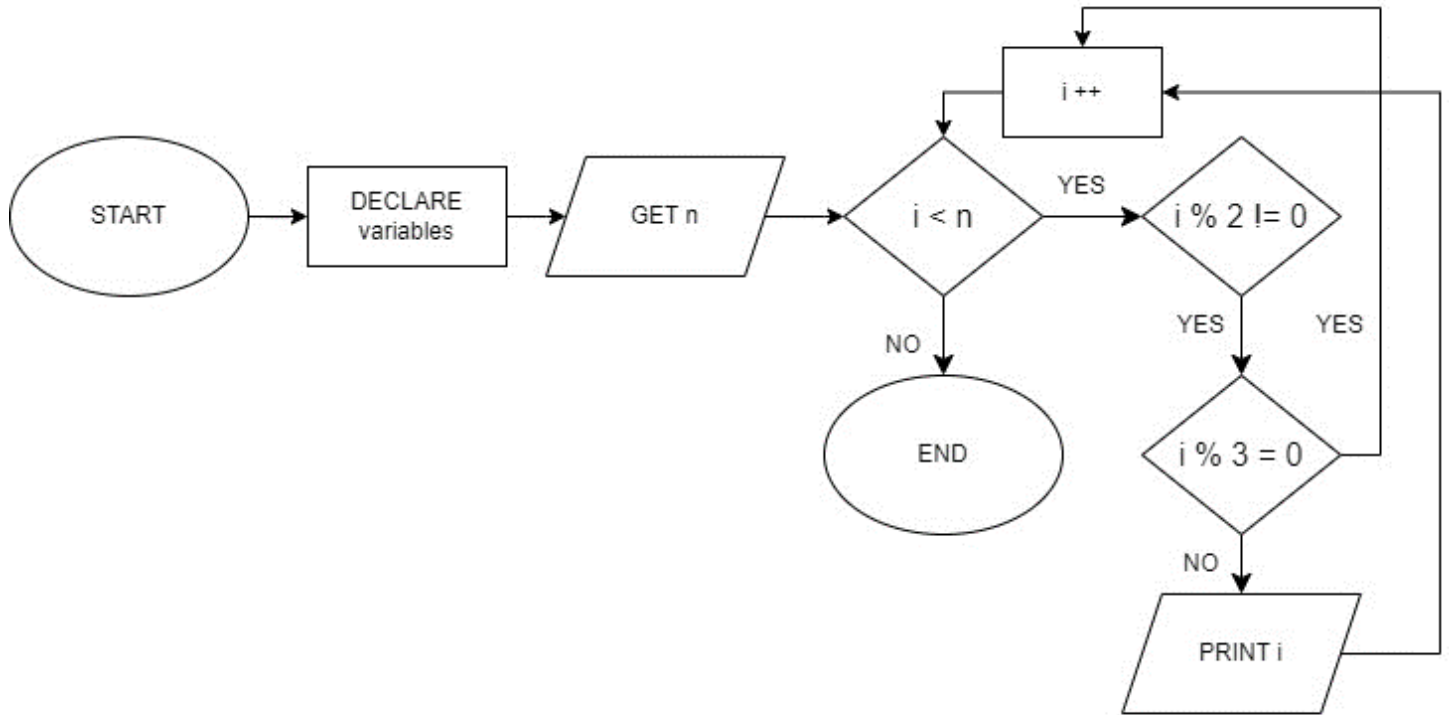 START
DECLARE
variables
GET n
i < n
i ++
YES
i % 2 != 0
NO
END
YES
YES
i % 3 = 0
NO
PRINT i